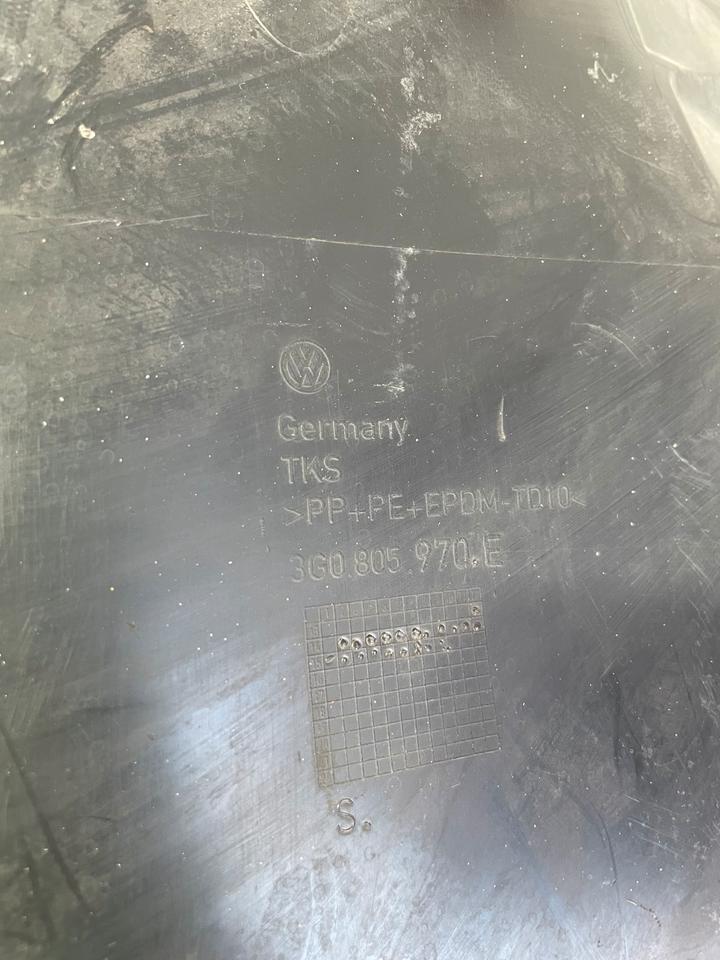 Germany
TKS
>PP+PE+EPDM-TD10<
3G0.805.970.E
S.